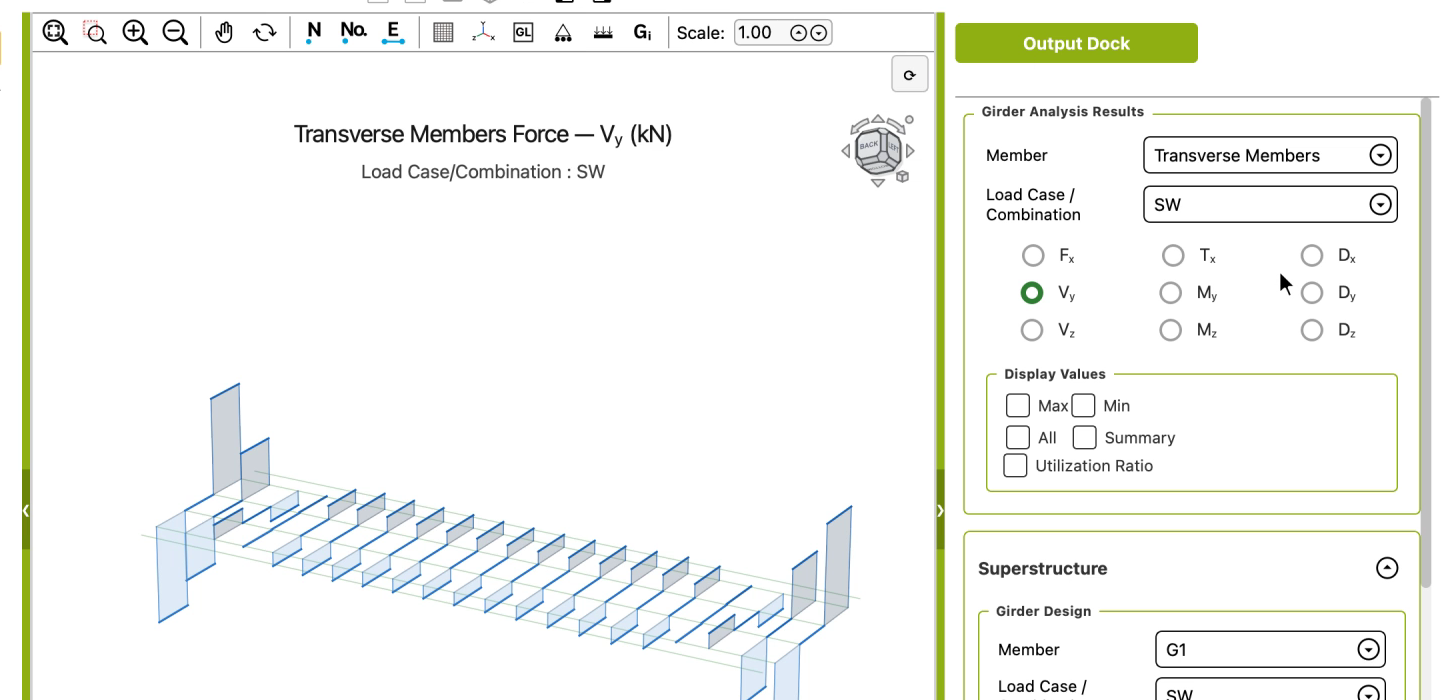 N No. E GL Gi Scale: 1.00
Output Dock
Transverse Members Force — Vy (kN)
Load Case/Combination : SW
BACK
LEFT
Girder Analysis Results
Member Transverse Members
Load Case / Combination SW
Fx Tx Dx
Vy My Dy
Vz Mz Dz
Display Values
Max Min
All Summary
Utilization Ratio
Superstructure
Girder Design
Member G1
Load Case / SW